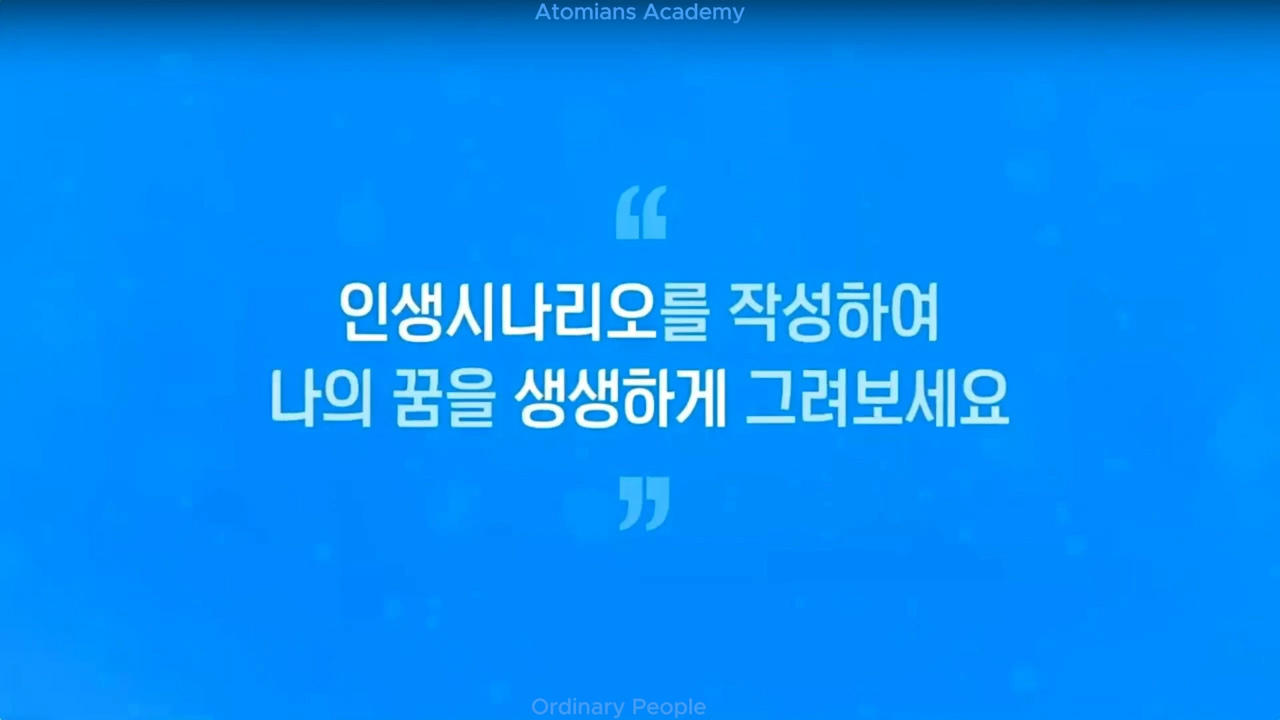 Atomians Academy
“
인생시나리오를 작성하여
나의 꿈을 생생하게 그려보세요
”
Ordinary People